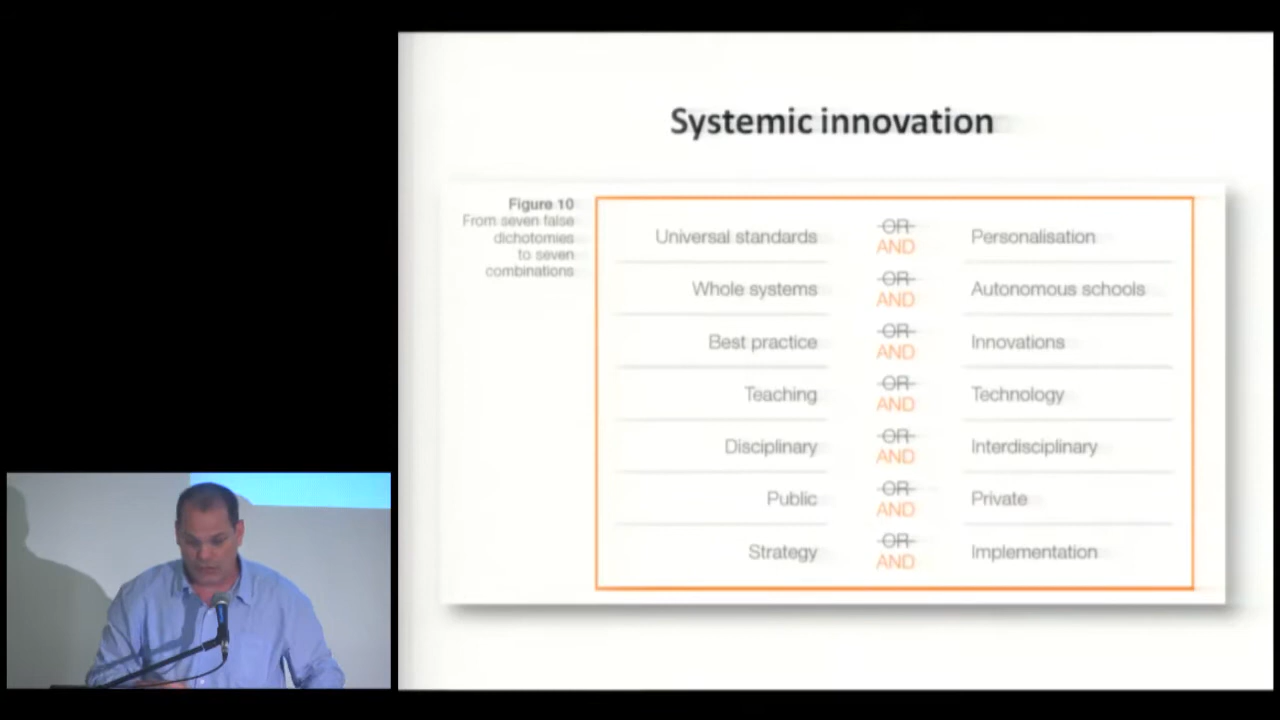 Systemic innovation
Figure 10
From seven false
dichotomies
to seven
combinations
Universal standards OR AND Personalisation
Whole systems OR AND Autonomous schools
Best practice OR AND Innovations
Teaching OR AND Technology
Disciplinary OR AND Interdisciplinary
Public OR AND Private
Strategy OR AND Implementation